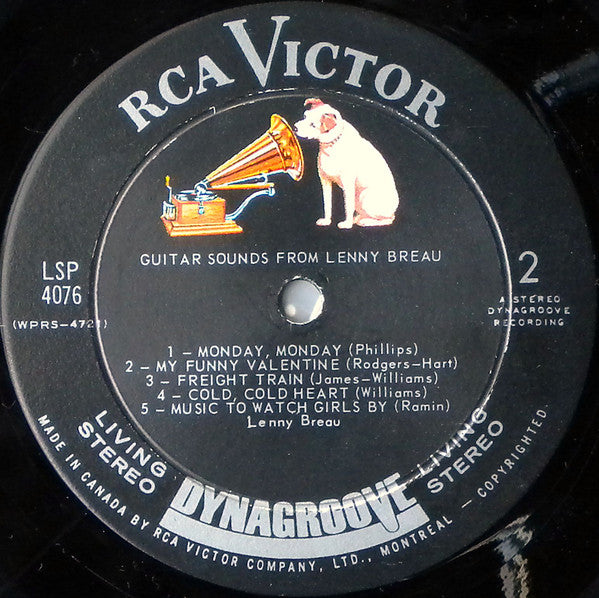 RCA VICTOR
GUITAR SOUNDS FROM LENNY BREAU
LSP
4076
(WPRS-4721)
2
A STEREO
DYNAGROOVE
RECORDING
1 – MONDAY, MONDAY (Phillips)
2 – MY FUNNY VALENTINE (Rodgers-Hart)
3 – FREIGHT TRAIN (James-Williams)
4 – COLD, COLD HEART (Williams)
5 – MUSIC TO WATCH GIRLS BY (Ramin)
Lenny Breau
LIVING
STEREO
DYNAGROOVE
LIVING
STEREO
MADE IN CANADA BY RCA VICTOR COMPANY, LTD., MONTREAL – COPYRIGHTED.